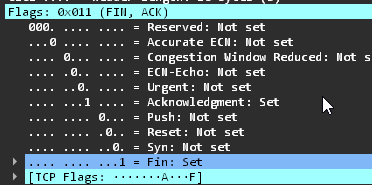 Flags: 0x011 (FIN, ACK)
000. .... .... = Reserved: Not set
...0 .... .... = Accurate ECN: Not set
.... 0... .... = Congestion Window Reduced: Not s
.... .0.. .... = ECN-Echo: Not set
.... ..0. .... = Urgent: Not set
.... ...1 .... = Acknowledgment: Set
.... .... 0... = Push: Not set
.... .... .0.. = Reset: Not set
.... .... ..0. = Syn: Not set
.... .... ...1 = Fin: Set
[TCP Flags: ·······A···F]